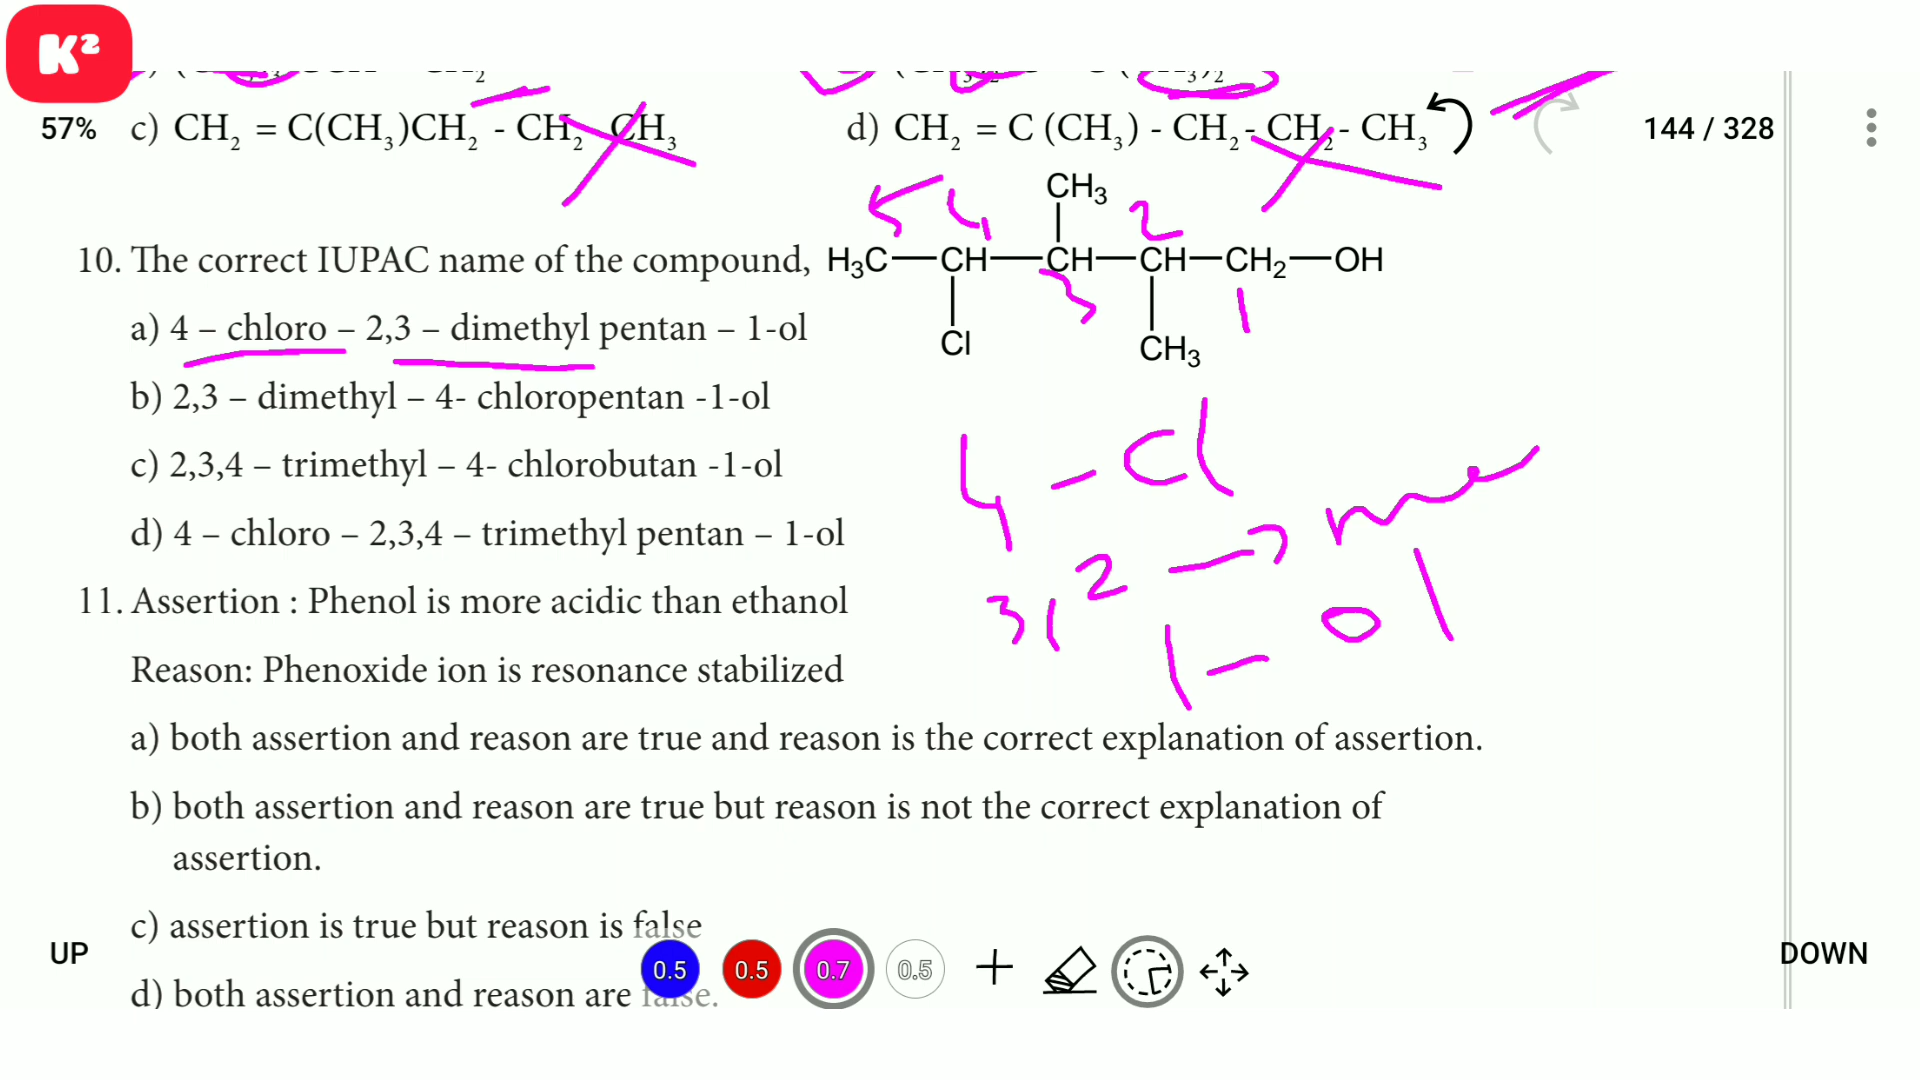 K²
57% c) CH₂ = C(CH₃)CH₂ - CH₂ CH₃ d) CH₂ = C (CH₃) - CH₂ - CH₂ - CH₃ 144 / 328
CH₃ 2
10. The correct IUPAC name of the compound, H₃C—CH—CH—CH—CH₂—OH
3 1
Cl CH₃
a) 4 – chloro – 2,3 – dimethyl pentan – 1-ol
b) 2,3 – dimethyl – 4- chloropentan -1-ol
c) 2,3,4 – trimethyl – 4- chlorobutan -1-ol
4 - Cl
d) 4 – chloro – 2,3,4 – trimethyl pentan – 1-ol
3, 2 → me
1 - ol
11. Assertion : Phenol is more acidic than ethanol
Reason: Phenoxide ion is resonance stabilized
a) both assertion and reason are true and reason is the correct explanation of assertion.
b) both assertion and reason are true but reason is not the correct explanation of
assertion.
c) assertion is true but reason is false
UP DOWN
0.5 0.5 0.7 0.5
d) both assertion and reason are false.